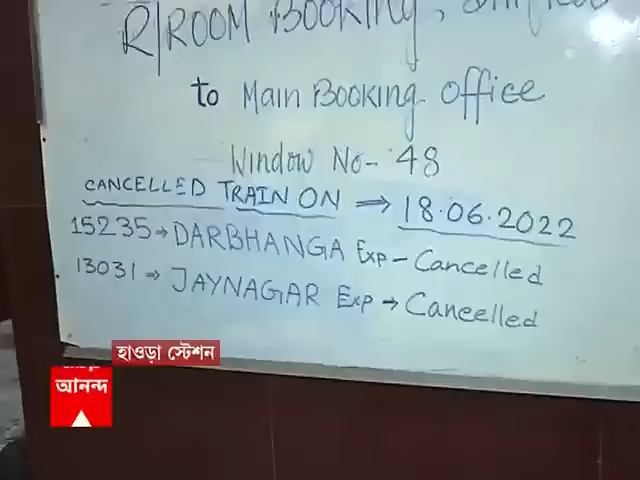 R/ROOM BOOKING,
to Main Booking office
Window No- 48
CANCELLED TRAIN ON ⇒ 18.06.2022
15235→DARBHANGA Exp - Cancelled
13031⇒ JAYNAGAR Exp → Cancelled
হাওড়া স্টেশন
আনন্দ